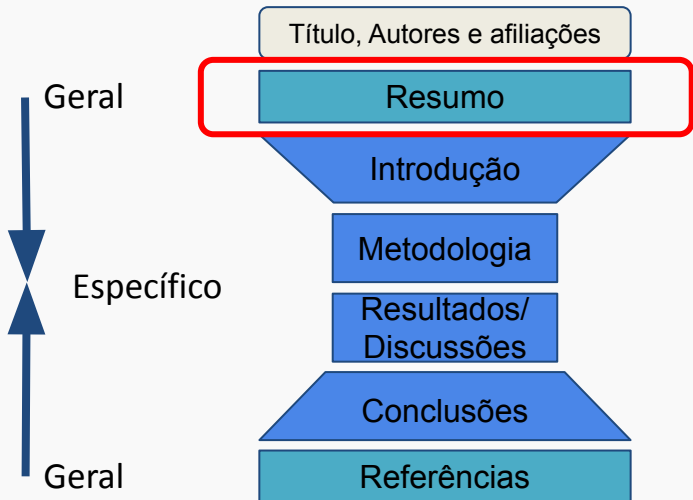 Título, Autores e afiliações
Geral
Resumo
Introdução
Metodologia
Específico
Resultados/
Discussões
Conclusões
Geral
Referências